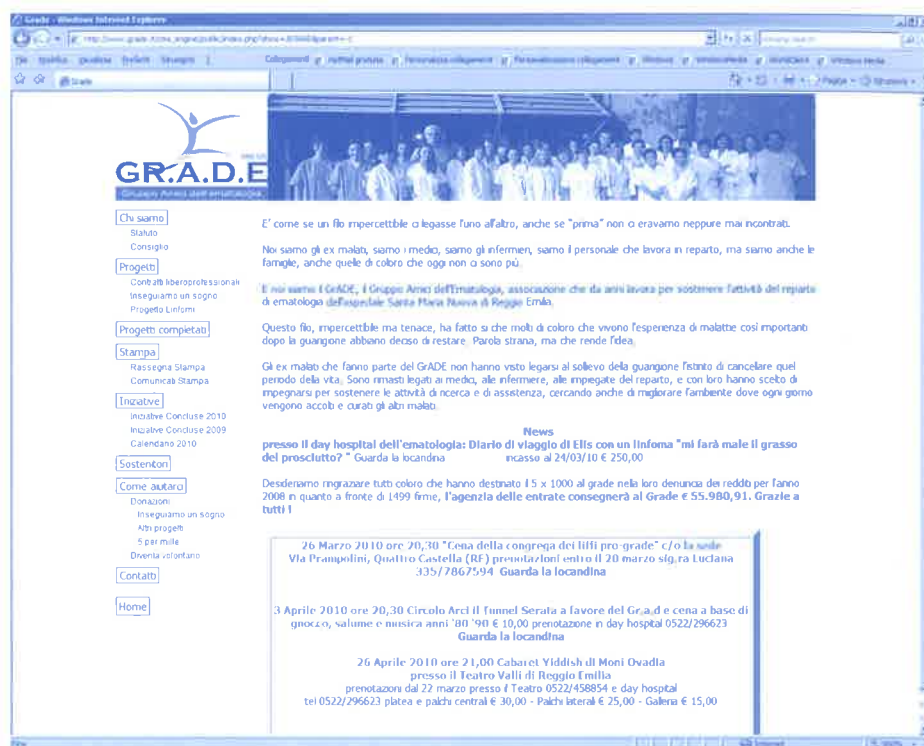 Grade - Windows Internet Explorer
Grade
GR.A.D.E
Gruppo Amici dell'ematologia
Chi siamo
Statuto
Consiglio
Progetti
Contratti liberoprofessionali
Inseguiamo un sogno
Progetto Linfomi
Progetti completati
Stampa
Rassegna Stampa
Comunicati Stampa
Iniziative
Iniziative Concluse 2010
Iniziative Concluse 2009
Calendario 2010
Sostenitori
Come aiutarci
Donazioni
Inseguiamo un sogno
Altri progetti
5 per mille
Diventa volontario
Contatti
Home
E' come se un filo impercettibile ci legasse l'uno all'altro, anche se "prima" non ci eravamo neppure mai incontrati.
Noi siamo gli ex malati, siamo i medici, siamo gli infermieri, siamo il personale che lavora in reparto, ma siamo anche le
famiglie, anche quelle di coloro che oggi non ci sono più.
E noi siamo il GrADE, il Gruppo Amici dell'Ematologia, associazione che da anni lavora per sostenere l'attività del reparto
di ematologia dell'ospedale Santa Maria Nuova di Reggio Emilia.
Questo filo, impercettibile ma tenace, ha fatto si che molti di coloro che vivono l'esperienza di malattie così importanti
dopo la guarigione abbiano deciso di restare. Parola strana, ma che rende l'idea.
Gli ex malati che fanno parte del GrADE non hanno visto legarsi al sollievo della guarigione l'istinto di cancellare quel
periodo della vita. Sono rimasti legati ai medici, alle infermiere, alle impiegate del reparto, e con loro hanno scelto di
impegnarsi per sostenere le attività di ricerca e di assistenza, cercando anche di migliorare l'ambiente dove ogni giorno
vengono accolti e curati gli altri malati.
News
presso il day hospital dell'ematologia: Diario di viaggio di Elis con un linfoma "mi farà male il grasso
del prosciutto? " Guarda la locandina incasso al 24/03/10 € 250,00
Desideriamo ringraziare tutti coloro che hanno destinato il 5 x 1000 al grade nella loro denuncia dei redditi per l'anno
2008 in quanto a fronte di 1499 firme, l'agenzia delle entrate consegnerà al Grade € 55.980,91. Grazie a
tutti !
26 Marzo 2010 ore 20,30 "Cena della congrega dei liffi pro-grade" c/o la sede
Via Prampolini, Quattro Castella (RE) prenotazioni entro il 20 marzo sig.ra Luciana
335/7867594 Guarda la locandina
3 Aprile 2010 ore 20,30 Circolo Arci il Tunnel Serata a favore del Gr.a.d.e cena a base di
gnocco, salume e musica anni '80 '90 € 10,00 prenotazione in day hospital 0522/296623
Guarda la locandina
26 Aprile 2010 ore 21,00 Cabaret Yiddish di Moni Ovadia
presso il Teatro Valli di Reggio Emilia
prenotazioni dal 22 marzo presso il Teatro 0522/458854 e day hospital
tel 0522/296623 platea e palchi centrali € 30,00 - Palchi laterali € 25,00 - Galleria € 15,00